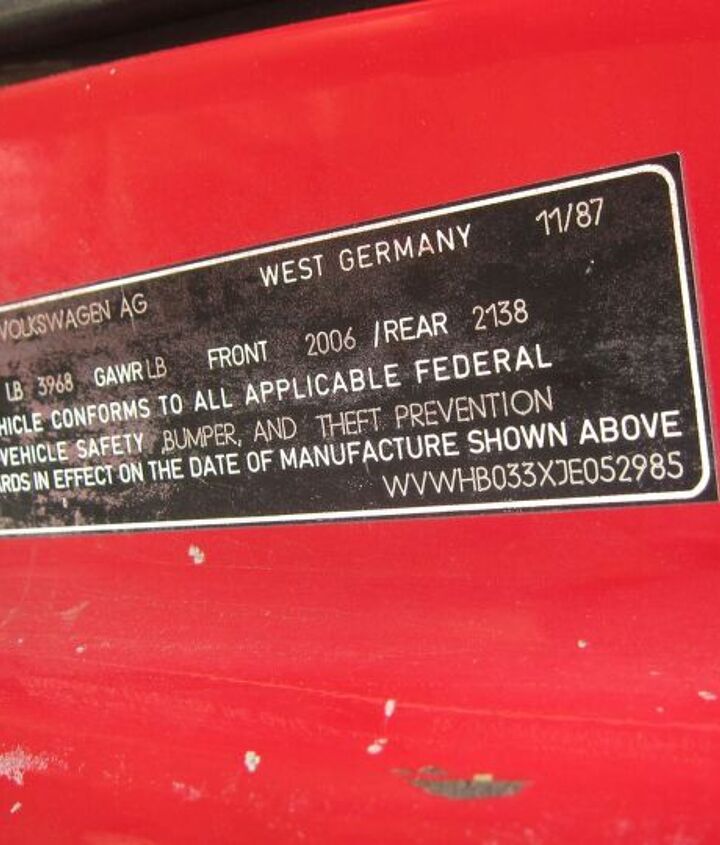 VOLKSWAGEN AG WEST GERMANY 11/87
LB 3968 GAWR LB FRONT 2006 /REAR 2138
HICLE CONFORMS TO ALL APPLICABLE FEDERAL
VEHICLE SAFETY BUMPER, AND THEFT PREVENTION
RDS IN EFFECT ON THE DATE OF MANUFACTURE SHOWN ABOVE
WVWHB033XJE052985